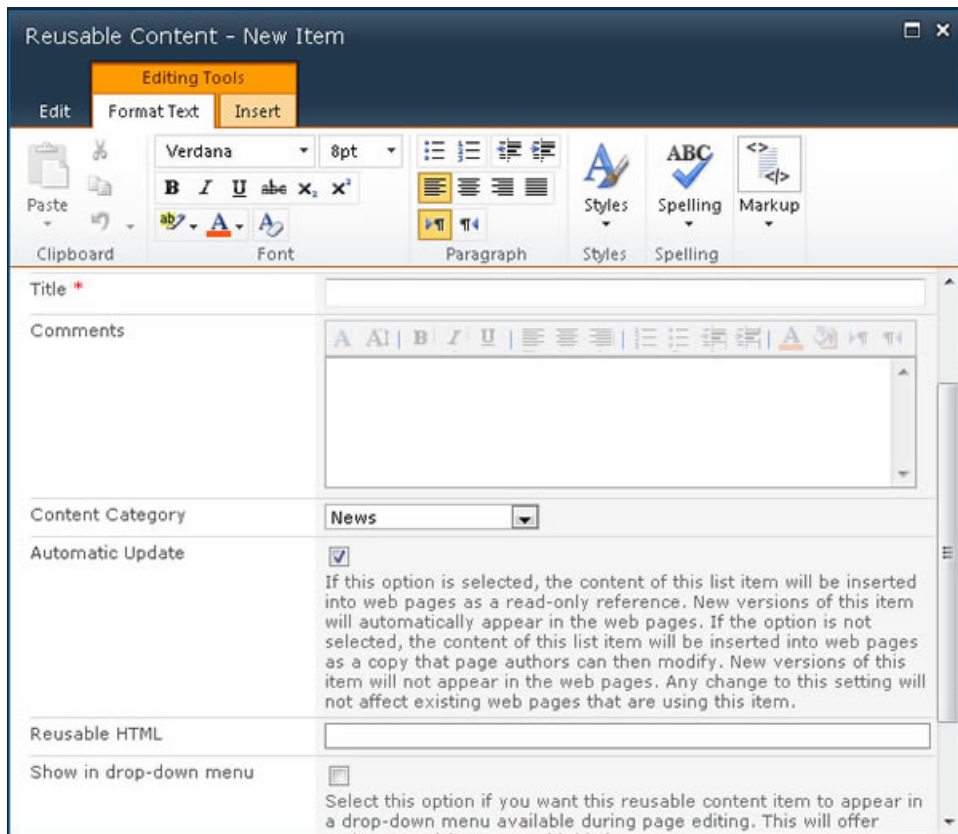 Reusable Content - New Item
Editing Tools
Edit Format Text Insert
Verdana 8pt
B I U abc x₂ x²
ABC
Paste
Styles Spelling Markup
ab A A
Clipboard Font Paragraph Styles Spelling
Title *
Comments
A A B I U A
Content Category News
Automatic Update
If this option is selected, the content of this list item will be inserted
into web pages as a read-only reference. New versions of this item
will automatically appear in the web pages. If the option is not
selected, the content of this list item will be inserted into web pages
as a copy that page authors can then modify. New versions of this
item will not appear in the web pages. Any change to this setting will
not affect existing web pages that are using this item.
Reusable HTML
Show in drop-down menu
Select this option if you want this reusable content item to appear in
a drop-down menu available during page editing. This will offer